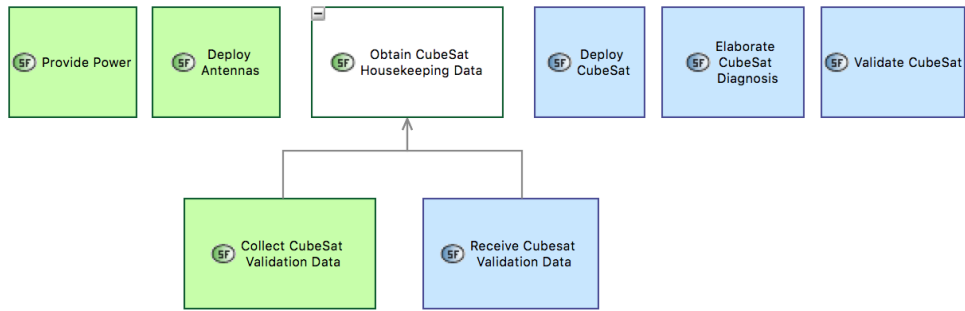 SF Provide Power
SF Deploy
Antennas
SF Obtain CubeSat
Housekeeping Data
SF Deploy
CubeSat
SF Elaborate
CubeSat
Diagnosis
SF Validate CubeSat
SF Collect CubeSat
Validation Data
SF Receive Cubesat
Validation Data